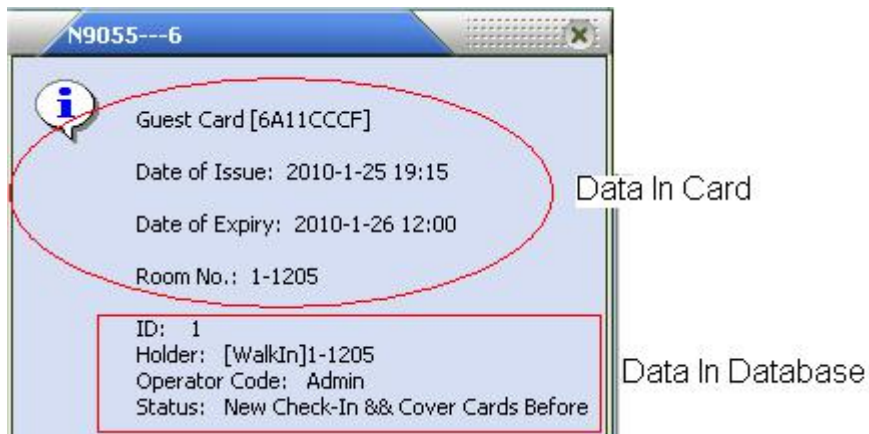 N9055---6
Guest Card [6A11CCCF]
Date of Issue: 2010-1-25 19:15
Data In Card
Date of Expiry: 2010-1-26 12:00
Room No.: 1-1205
ID: 1
Holder: [WalkIn]1-1205
Data In Database
Operator Code: Admin
Status: New Check-In && Cover Cards Before